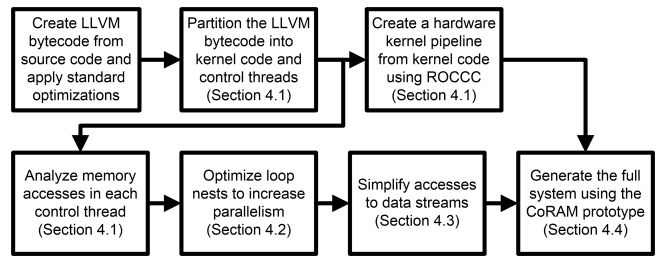 Create LLVM
bytecode from
source code and
apply standard
optimizations
Partition the LLVM
bytecode into
kernel code and
control threads
(Section 4.1)
Create a hardware
kernel pipeline
from kernel code
using ROCCC
(Section 4.1)
Analyze memory
accesses in each
control thread
(Section 4.1)
Optimize loop
nests to increase
parallelism
(Section 4.2)
Simplify accesses
to data streams
(Section 4.3)
Generate the full
system using the
CoRAM prototype
(Section 4.4)